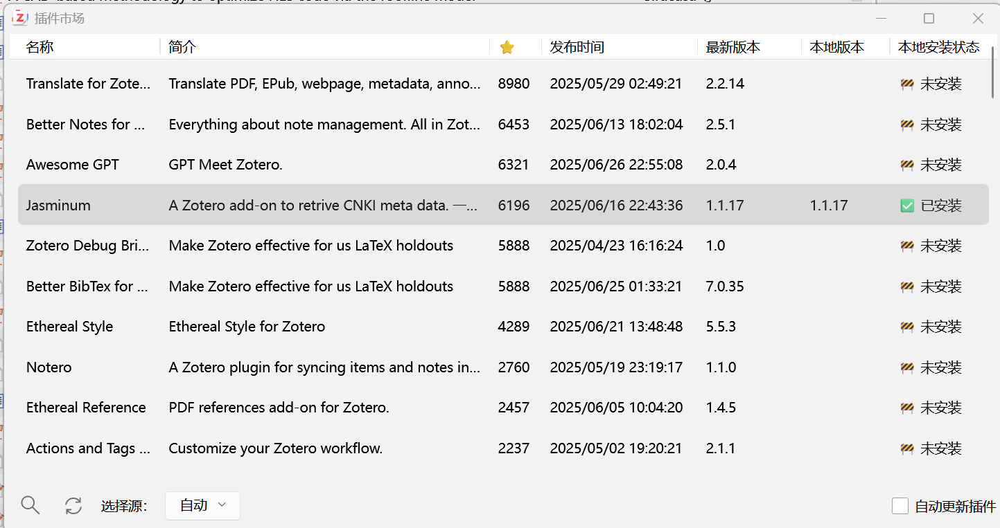 插件市场
名称 简介 发布时间 最新版本 本地版本 本地安装状态
Translate for Zote... Translate PDF, EPub, webpage, metadata, anno... 8980 2025/05/29 02:49:21 2.2.14 未安装
Better Notes for ... Everything about note management. All in Zot... 6453 2025/06/13 18:02:04 2.5.1 未安装
Awesome GPT GPT Meet Zotero. 6321 2025/06/26 22:55:08 2.0.4 未安装
Jasminum A Zotero add-on to retrive CNKI meta data. 一... 6196 2025/06/16 22:43:36 1.1.17 1.1.17 已安装
Zotero Debug Bri... Make Zotero effective for us LaTeX holdouts 5888 2025/04/23 16:16:24 1.0 未安装
Better BibTex for ... Make Zotero effective for us LaTeX holdouts 5888 2025/06/25 01:33:21 7.0.35 未安装
Ethereal Style Ethereal Style for Zotero 4289 2025/06/21 13:48:48 5.5.3 未安装
Notero A Zotero plugin for syncing items and notes in... 2760 2025/05/19 23:19:17 1.1.0 未安装
Ethereal Reference PDF references add-on for Zotero. 2457 2025/06/05 10:04:20 1.4.5 未安装
Actions and Tags ... Customize your Zotero workflow. 2237 2025/05/02 19:20:21 2.1.1 未安装
选择源: 自动 自动更新插件